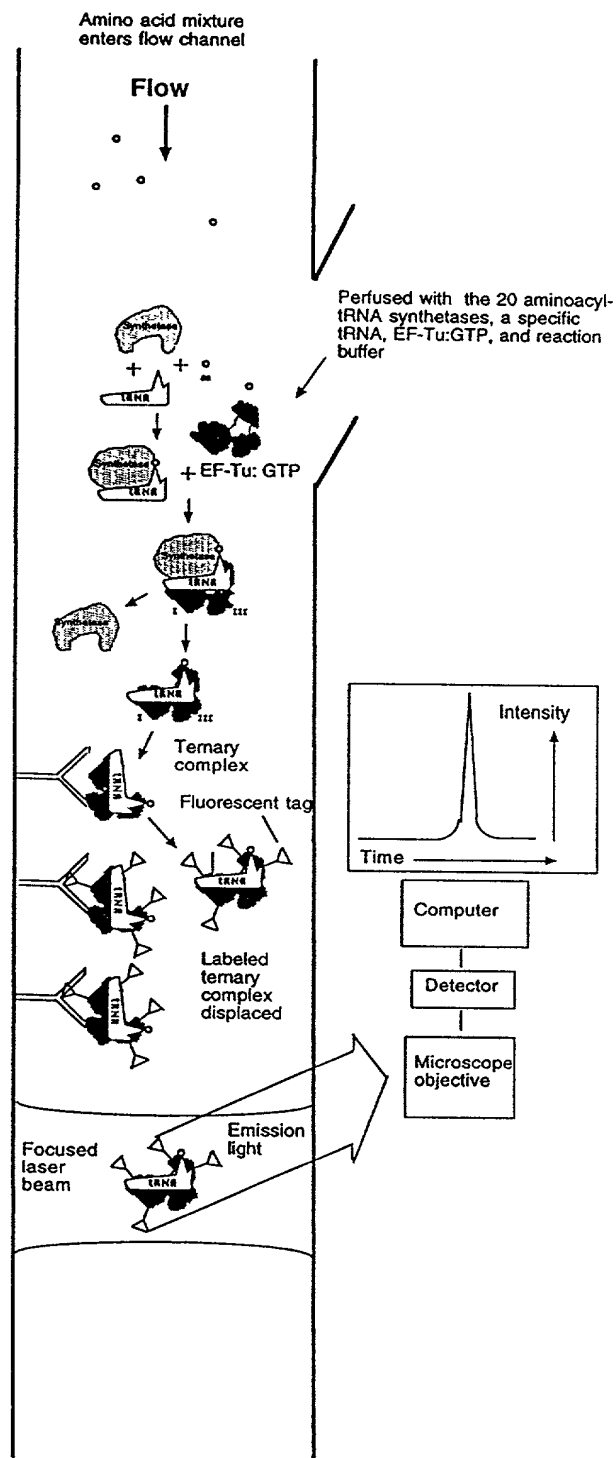 Amino acid mixture
enters flow channel
Flow
Perfused with the 20 aminoacyl-
tRNA synthetases, a specific
tRNA, EF-Tu:GTP, and reaction
buffer
Synthetase
+
+
+
aa
tRNA
Synthetase
tRNA
+
EF-Tu: GTP
Synthetase
tRNA
I
III
Synthetase
tRNA
I
III
Ternary
complex
tRNA
Fluorescent tag
tRNA
tRNA
Labeled
ternary
complex
displaced
tRNA
Intensity
Time
Computer
Detector
Microscope
objective
Focused
laser
beam
Emission
light
tRNA